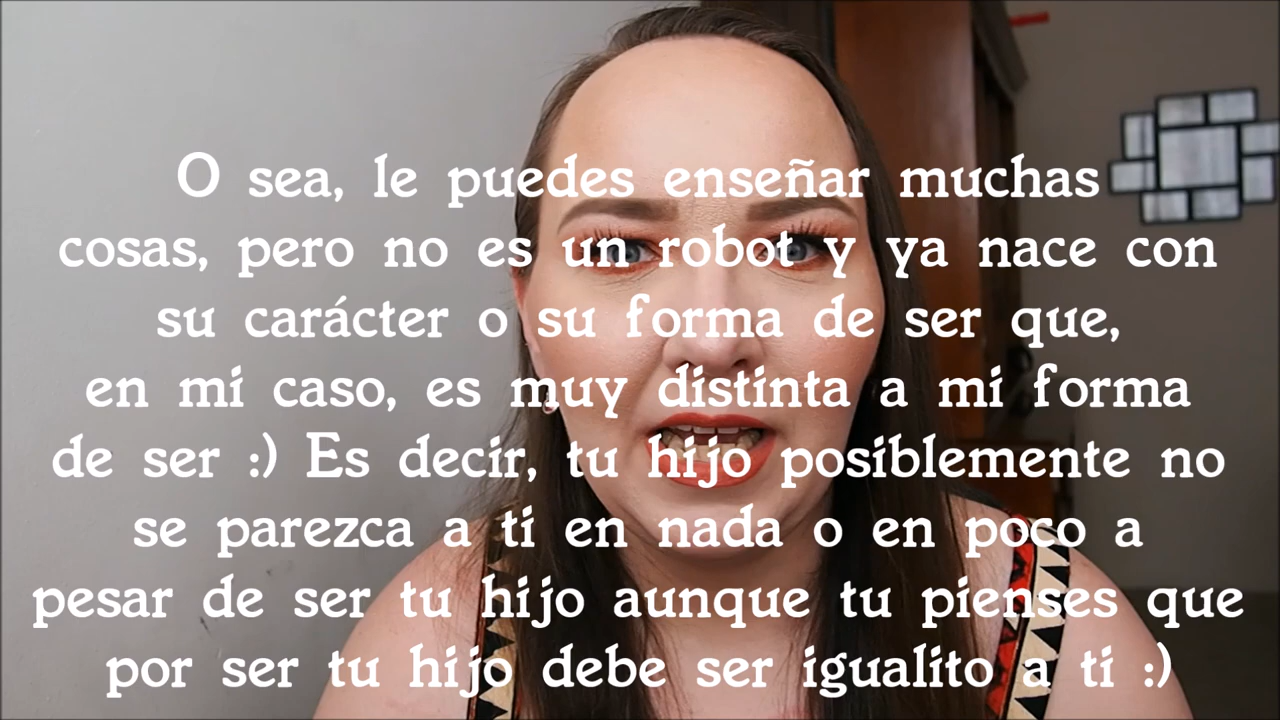 O sea, le puedes enseñar muchas
cosas, pero no es un robot y ya nace con
su carácter o su forma de ser que,
en mi caso, es muy distinta a mi forma
de ser :) Es decir, tu hijo posiblemente no
se parezca a ti en nada o en poco a
pesar de ser tu hijo aunque tu pienses que
por ser tu hijo debe ser igualito a ti :)